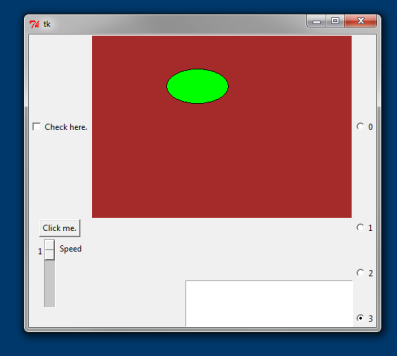 tk
Check here.
0
Click me.
1
1 Speed
2
3